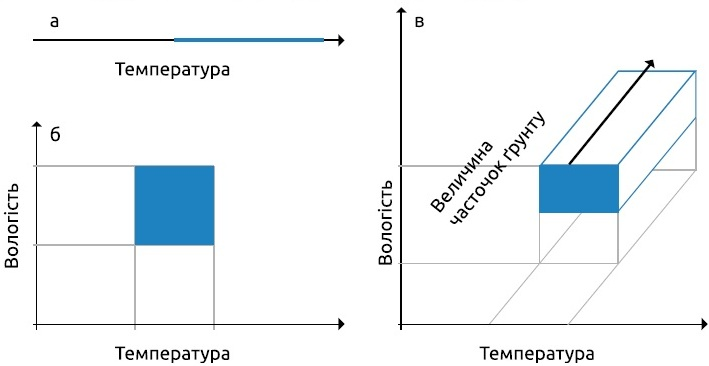 а
Температура
б
Вологість
Температура
в
Величина
часточок ґрунту
Вологість
Температура